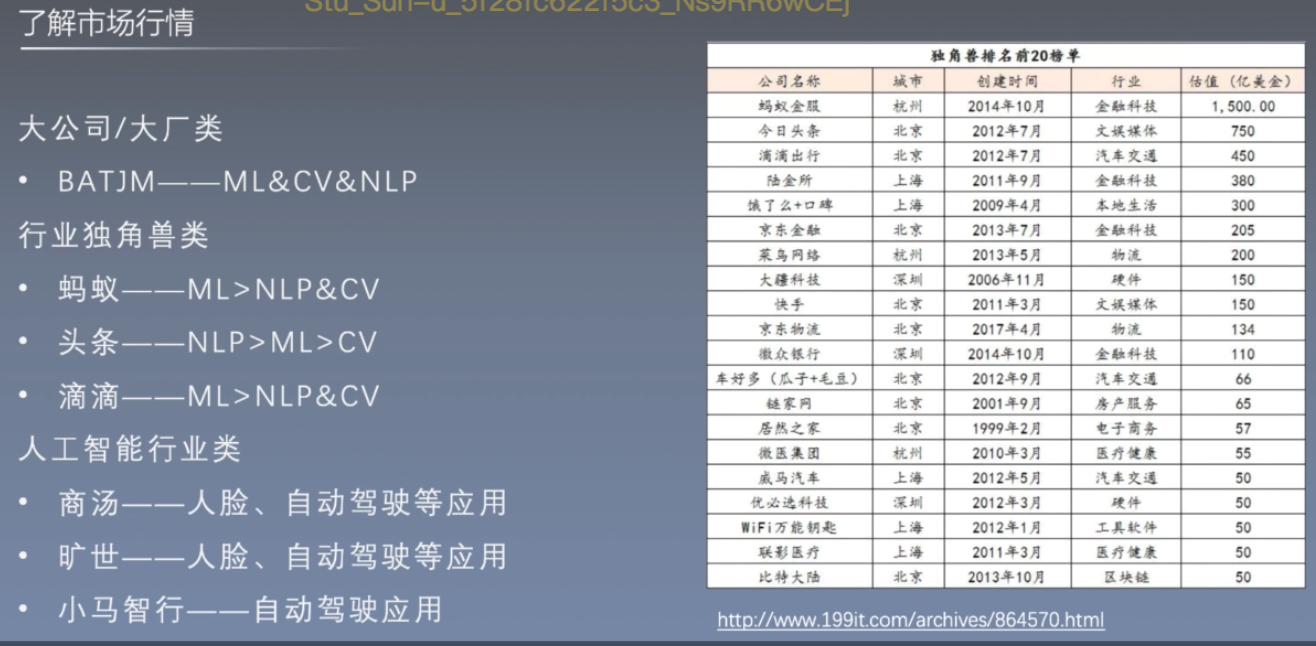 了解市场行情
大公司/大厂类
• BATJM——ML&CV&NLP
行业独角兽类
• 蚂蚁——ML>NLP&CV
• 头条——NLP>ML>CV
• 滴滴——ML>NLP&CV
人工智能行业类
• 商汤——人脸、自动驾驶等应用
• 旷世——人脸、自动驾驶等应用
• 小马智行——自动驾驶应用
独角兽排名前20榜单
公司名称 城市 创建时间 行业 估值（亿美金）
蚂蚁金服 杭州 2014年10月 金融科技 1,500.00
今日头条 北京 2012年7月 文娱媒体 750
滴滴出行 北京 2012年7月 汽车交通 450
陆金所 上海 2011年9月 金融科技 380
饿了么+口碑 上海 2009年4月 本地生活 300
京东金融 北京 2013年7月 金融科技 205
菜鸟网络 杭州 2013年5月 物流 200
大疆科技 深圳 2006年11月 硬件 150
快手 北京 2011年3月 文娱媒体 150
京东物流 北京 2017年4月 物流 134
微众银行 深圳 2014年10月 金融科技 110
车好多（瓜子+毛豆） 北京 2012年9月 汽车交通 66
链家网 北京 2001年9月 房产服务 65
居然之家 北京 1999年2月 电子商务 57
微医集团 杭州 2010年3月 医疗健康 55
威马汽车 上海 2012年5月 汽车交通 50
优必选科技 深圳 2012年3月 硬件 50
WiFi万能钥匙 上海 2012年1月 工具软件 50
联影医疗 上海 2011年3月 医疗健康 50
比特大陆 北京 2013年10月 区块链 50
http://www.199it.com/archives/864570.html